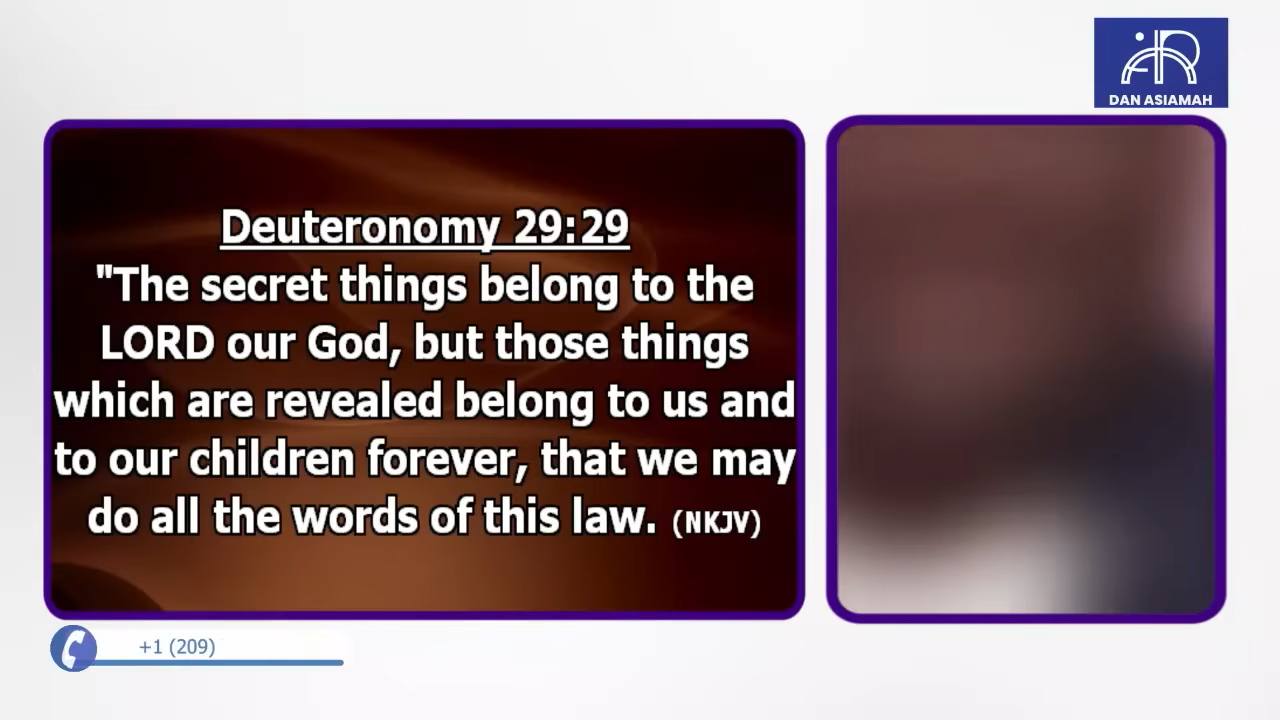 DAN ASIAMAH
Deuteronomy 29:29
"The secret things belong to the
LORD our God, but those things
which are revealed belong to us and
to our children forever, that we may
do all the words of this law. (NKJV)
+1 (209)